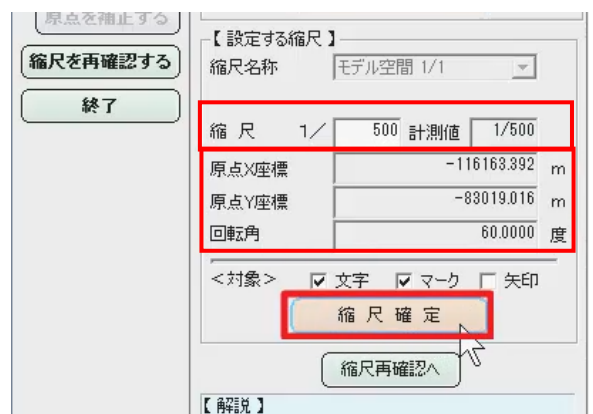 原点を補正する
縮尺を再確認する
終了
【 設定する縮尺 】
縮尺名称 モデル空間 1/1
縮 尺 1／ 500 計測値 1/500
原点X座標 -116163.392 m
原点Y座標 -83019.016 m
回転角 60.0000 度
<対象> 文字 マーク 矢印
縮 尺 確 定
縮尺再確認へ
【 解説 】